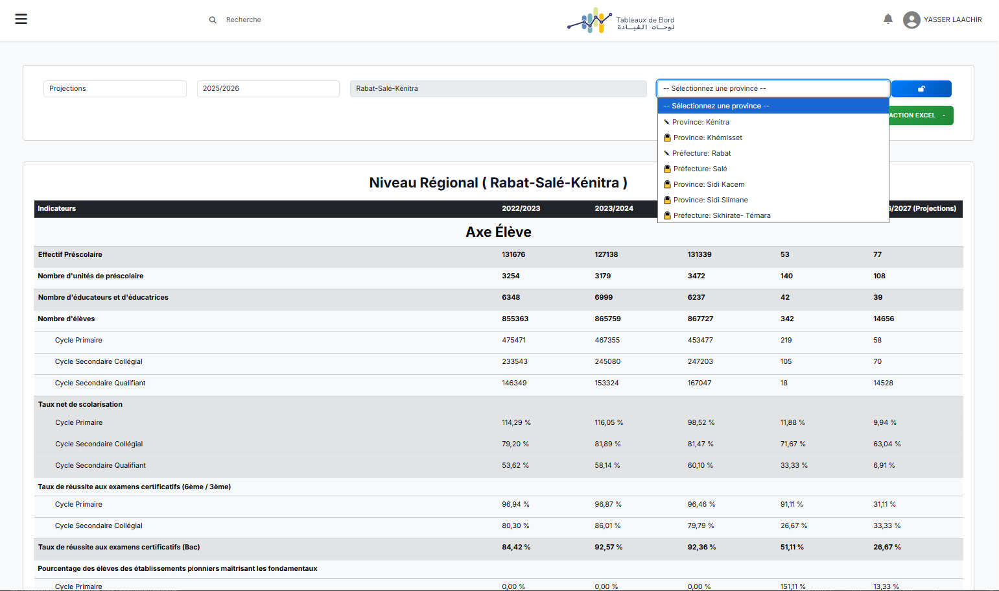 Recherche
Tableaux de Bord
لوحات القيادة
YASSER LAACHIR
Projections
2025/2026
Rabat-Salé-Kénitra
-- Sélectionnez une province --
-- Sélectionnez une province --
Province: Kénitra
Province: Khémisset
Préfecture: Rabat
Préfecture: Salé
Province: Sidi Kacem
Province: Sidi Slimane
Préfecture: Skhirate- Témara
ACTION EXCEL
Niveau Régional ( Rabat-Salé-Kénitra )
Indicateurs 2022/2023 2023/2024 /2027 (Projections)
Axe Élève
Effectif Préscolaire 131676 127138 131339 53 77
Nombre d'unités de préscolaire 3254 3179 3472 140 108
Nombre d'éducateurs et d'éducatrices 6348 6999 6237 42 39
Nombre d'élèves 855363 865759 867727 342 14656
Cycle Primaire 475471 467355 453477 219 58
Cycle Secondaire Collégial 233543 245080 247203 105 70
Cycle Secondaire Qualifiant 146349 153324 167047 18 14528
Taux net de scolarisation
Cycle Primaire 114,29 % 116,05 % 98,52 % 11,88 % 9,94 %
Cycle Secondaire Collégial 79,20 % 81,89 % 81,47 % 71,67 % 63,04 %
Cycle Secondaire Qualifiant 53,62 % 58,14 % 60,10 % 33,33 % 6,91 %
Taux de réussite aux examens certificatifs (6ème / 3ème)
Cycle Primaire 96,94 % 96,87 % 96,46 % 91,11 % 31,11 %
Cycle Secondaire Collégial 80,30 % 86,01 % 79,79 % 26,67 % 33,33 %
Taux de réussite aux examens certificatifs (Bac) 84,42 % 92,57 % 92,36 % 51,11 % 26,67 %
Pourcentage des élèves des établissements pionniers maîtrisant les fondamentaux
Cycle Primaire 0,00 % 0,00 % 0,00 % 151,11 % 13,33 %